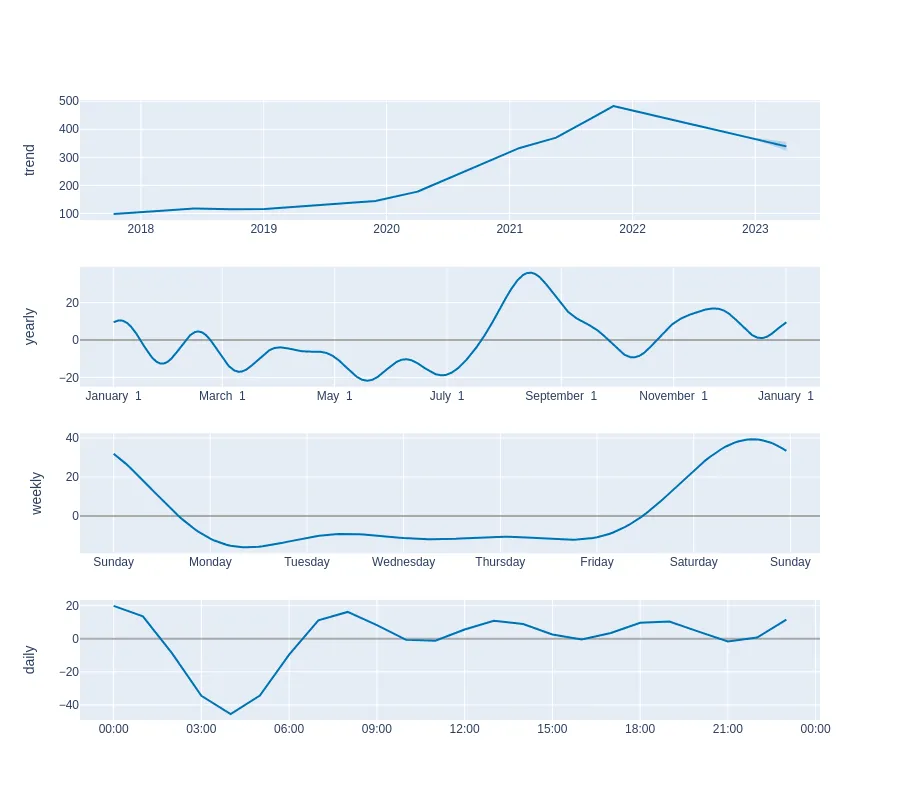 trend
500
400
300
200
100
2018 2019 2020 2021 2022 2023
yearly
20
0
−20
January 1 March 1 May 1 July 1 September 1 November 1 January 1
weekly
40
20
0
Sunday Monday Tuesday Wednesday Thursday Friday Saturday Sunday
daily
20
0
−20
−40
00:00 03:00 06:00 09:00 12:00 15:00 18:00 21:00 00:00